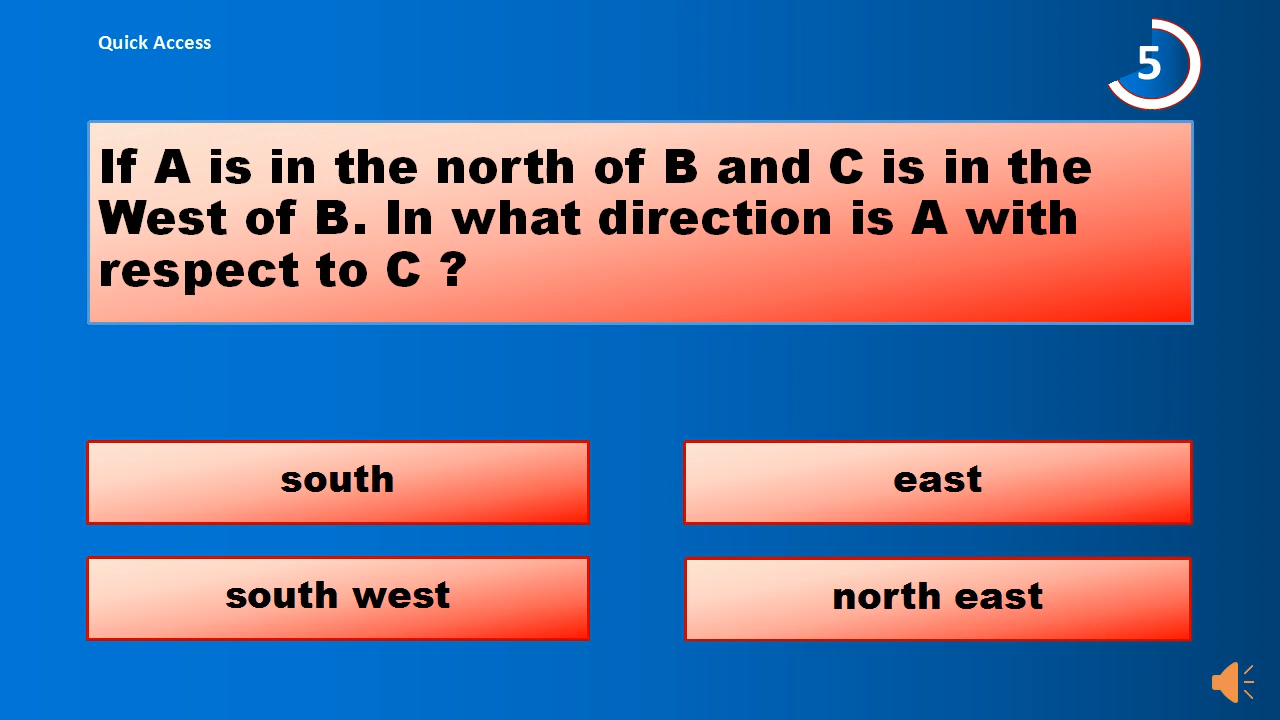 Quick Access
5
If A is in the north of B and C is in the
West of B. In what direction is A with
respect to C ?
south
east
south west
north east